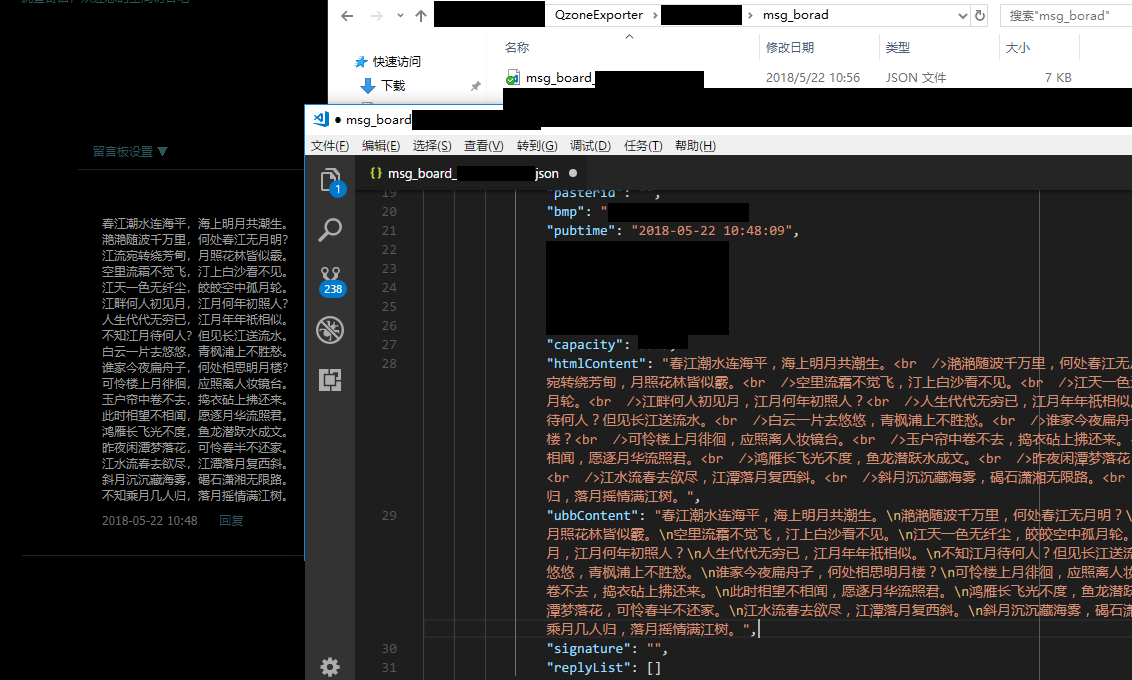 QzoneExporter
msg_borad
搜索"msg_borad"
快速访问
下载
名称
修改日期
类型
大小
msg_board_
2018/5/22 10:56
JSON 文件
7 KB
留言板设置 ▼
春江潮水连海平，海上明月共潮生。
滟滟随波千万里，何处春江无月明?
江流宛转绕芳甸，月照花林皆似霰。
空里流霜不觉飞，汀上白沙看不见。
江天一色无纤尘，皎皎空中孤月轮。
江畔何人初见月，江月何年初照人?
人生代代无穷已，江月年年祗相似。
不知江月待何人? 但见长江送流水。
白云一片去悠悠，青枫浦上不胜愁。
谁家今夜扁舟子，何处相思明月楼?
可怜楼上月徘徊，应照离人妆镜台。
玉户帘中卷不去，捣衣砧上拂还来。
此时相望不相闻，愿逐月华流照君。
鸿雁长飞光不度，鱼龙潜跃水成文。
昨夜闲潭梦落花，可怜春半不还家。
江水流春去欲尽，江潭落月复西斜。
斜月沉沉藏海雾，碣石潇湘无限路。
不知乘月几人归，落月摇情满江树。
2018-05-22 10:48 回复
● msg_board
文件(F) 编辑(E) 选择(S) 查看(V) 转到(G) 调试(D) 任务(T) 帮助(H)
1
238
{} msg_board_ json ●
19 "pasterid": "",
20 "bmp": "
21 "pubtime": "2018-05-22 10:48:09",
22
23
24
25
26
27 "capacity":
28 "htmlContent": "春江潮水连海平，海上明月共潮生。<br />滟滟随波千万里，何处春江无
宛转绕芳甸，月照花林皆似霰。<br />空里流霜不觉飞，汀上白沙看不见。<br />江天一色
月轮。<br />江畔何人初见月，江月何年初照人？<br />人生代代无穷已，江月年年祗相似
待何人？但见长江送流水。<br />白云一片去悠悠，青枫浦上不胜愁。<br />谁家今夜扁舟
楼？<br />可怜楼上月徘徊，应照离人妆镜台。<br />玉户帘中卷不去，捣衣砧上拂还来。
相闻，愿逐月华流照君。<br />鸿雁长飞光不度，鱼龙潜跃水成文。<br />昨夜闲潭梦落花
<br />江水流春去欲尽，江潭落月复西斜。<br />斜月沉沉藏海雾，碣石潇湘无限路。<br
归，落月摇情满江树。",
29 "ubbContent": "春江潮水连海平，海上明月共潮生。\n滟滟随波千万里，何处春江无月明？\
月照花林皆似霰。\n空里流霜不觉飞，汀上白沙看不见。\n江天一色无纤尘，皎皎空中孤月轮。
月，江月何年初照人？\n人生代代无穷已，江月年年祗相似。\n不知江月待何人？但见长江送
悠悠，青枫浦上不胜愁。\n谁家今夜扁舟子，何处相思明月楼？\n可怜楼上月徘徊，应照离人
卷不去，捣衣砧上拂还来。\n此时相望不相闻，愿逐月华流照君。\n鸿雁长飞光不度，鱼龙潜
潭梦落花，可怜春半不还家。\n江水流春去欲尽，江潭落月复西斜。\n斜月沉沉藏海雾，碣石
乘月几人归，落月摇情满江树。",
30 "signature": "",
31 "replyList": []